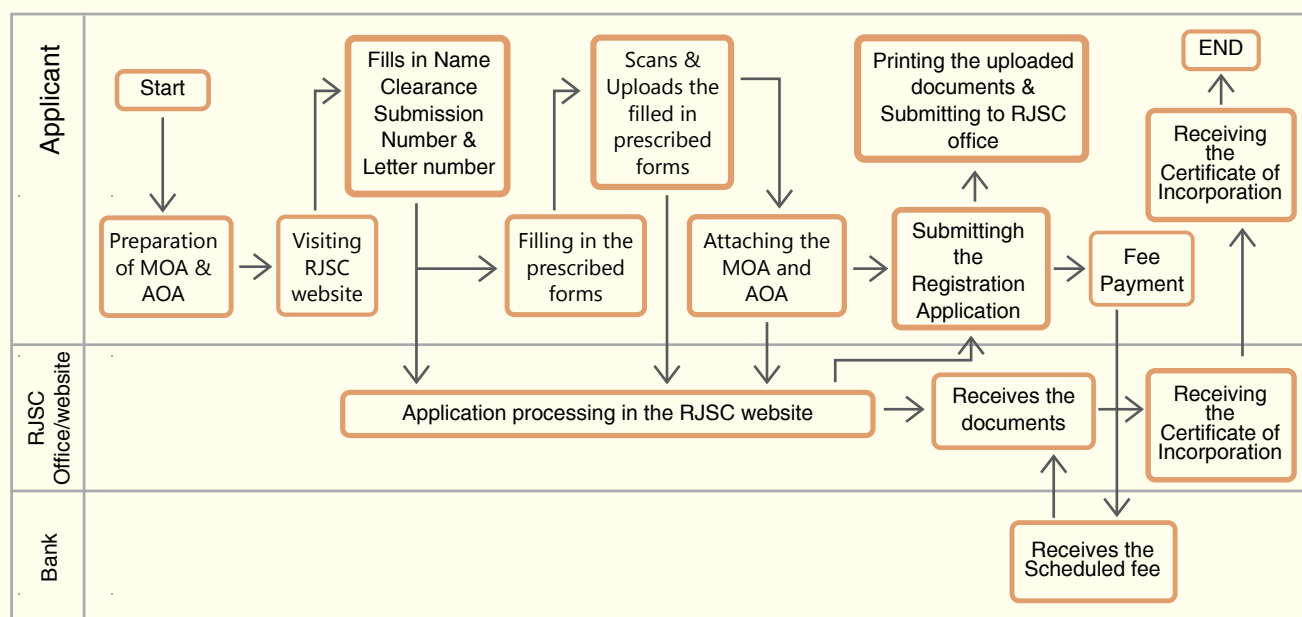 Applicant
Start
Preparation
of MOA &
AOA
Visiting
RJSC
website
Fills in Name
Clearance
Submission
Number &
Letter number
Filling in the
prescribed
forms
Scans &
Uploads the
filled in
prescribed
forms
Attaching the
MOA and
AOA
Printing the uploaded
documents &
Submitting to RJSC
office
Submittingh
the
Registration
Application
Fee
Payment
END
Receiving
the
Certificate of
Incorporation
RJSC
Office/website
Application processing in the RJSC website
Receives the
documents
Receiving
the
Certificate of
Incorporation
Bank
Receives the
Scheduled fee